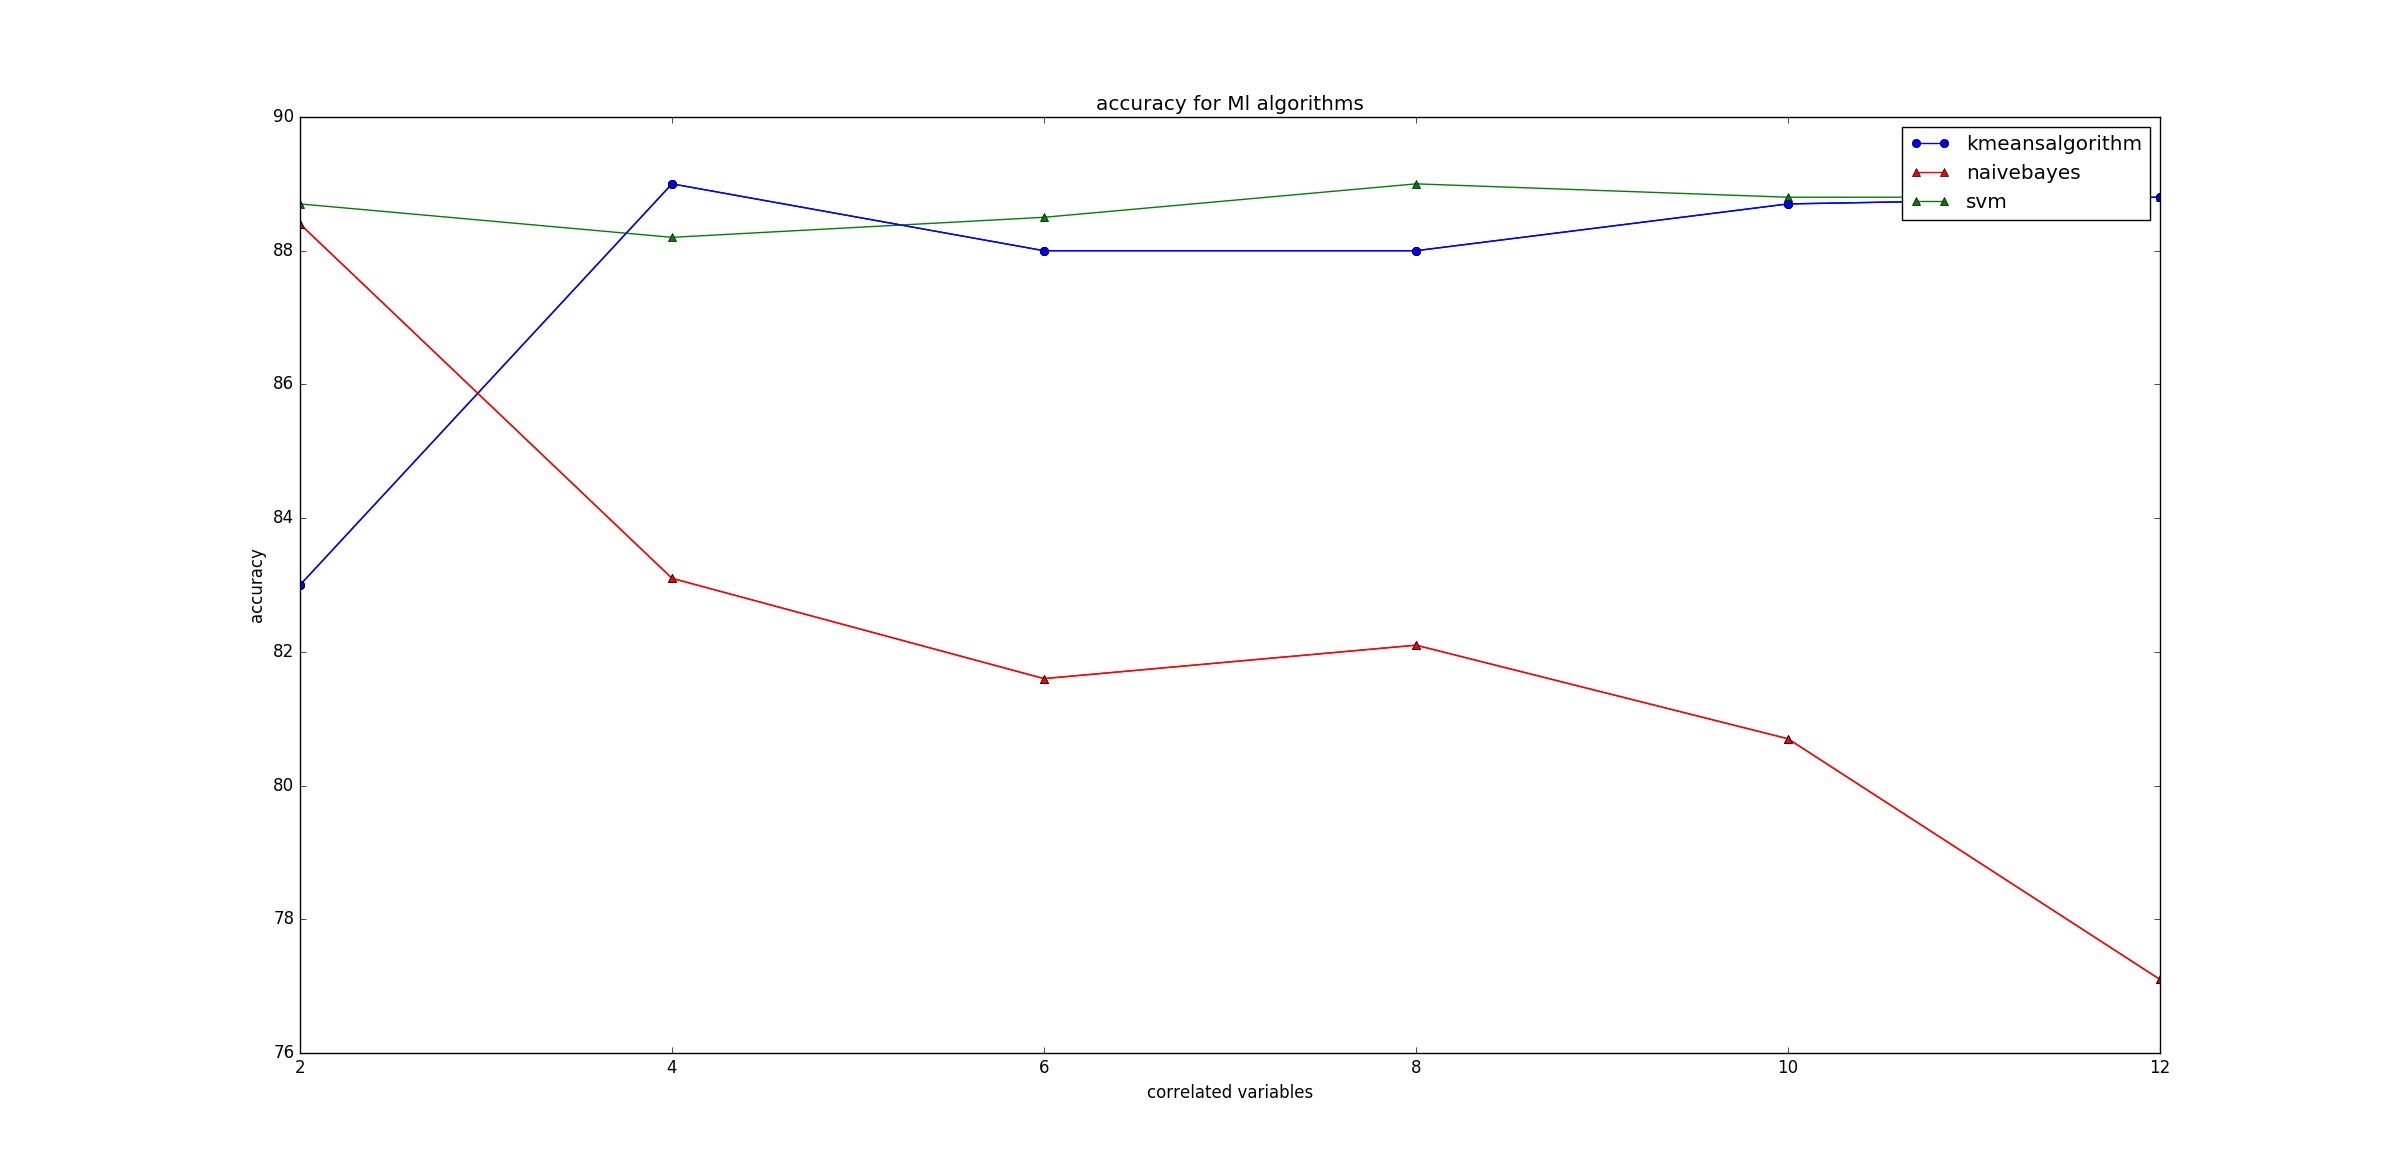 accuracy for Ml algorithms
kmeansalgorithm
naivebayes
svm
90
88
86
84
82
80
78
76
accuracy
2 4 6 8 10 12
correlated variables